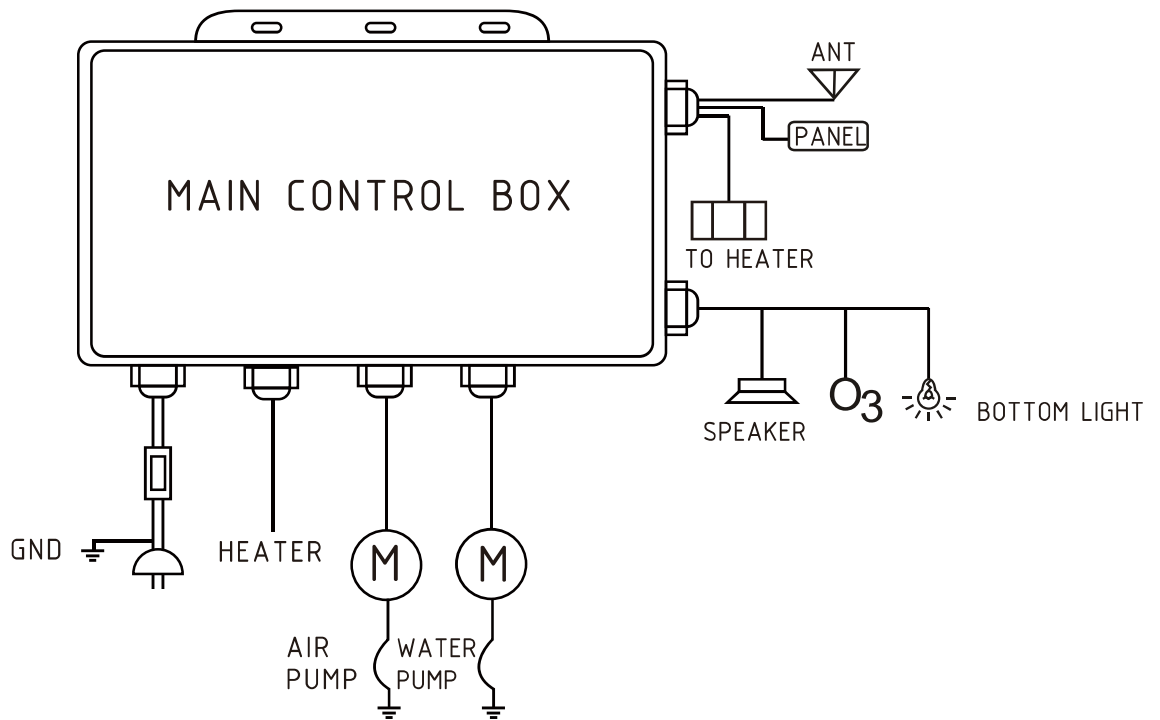 ANT
PANEL
MAIN CONTROL BOX
TO HEATER
O3
BOTTOM LIGHT
SPEAKER
GND
HEATER
M
M
AIR
PUMP
WATER
PUMP